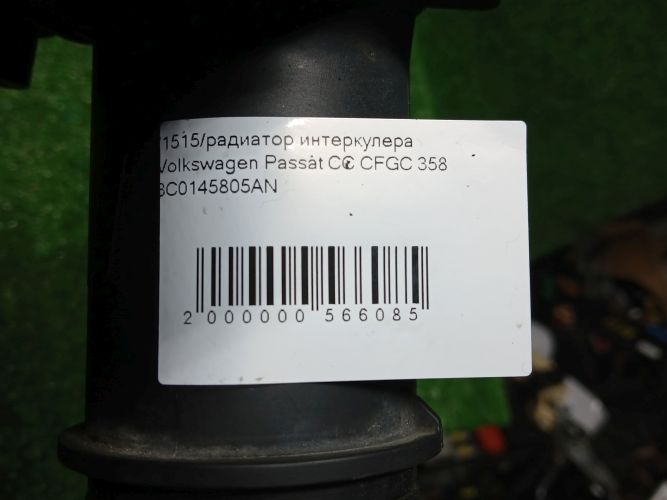 1515/радиатор интеркулера
Volkswagen Passat CC CFGC 358
3C0145805AN
2 000000 566085